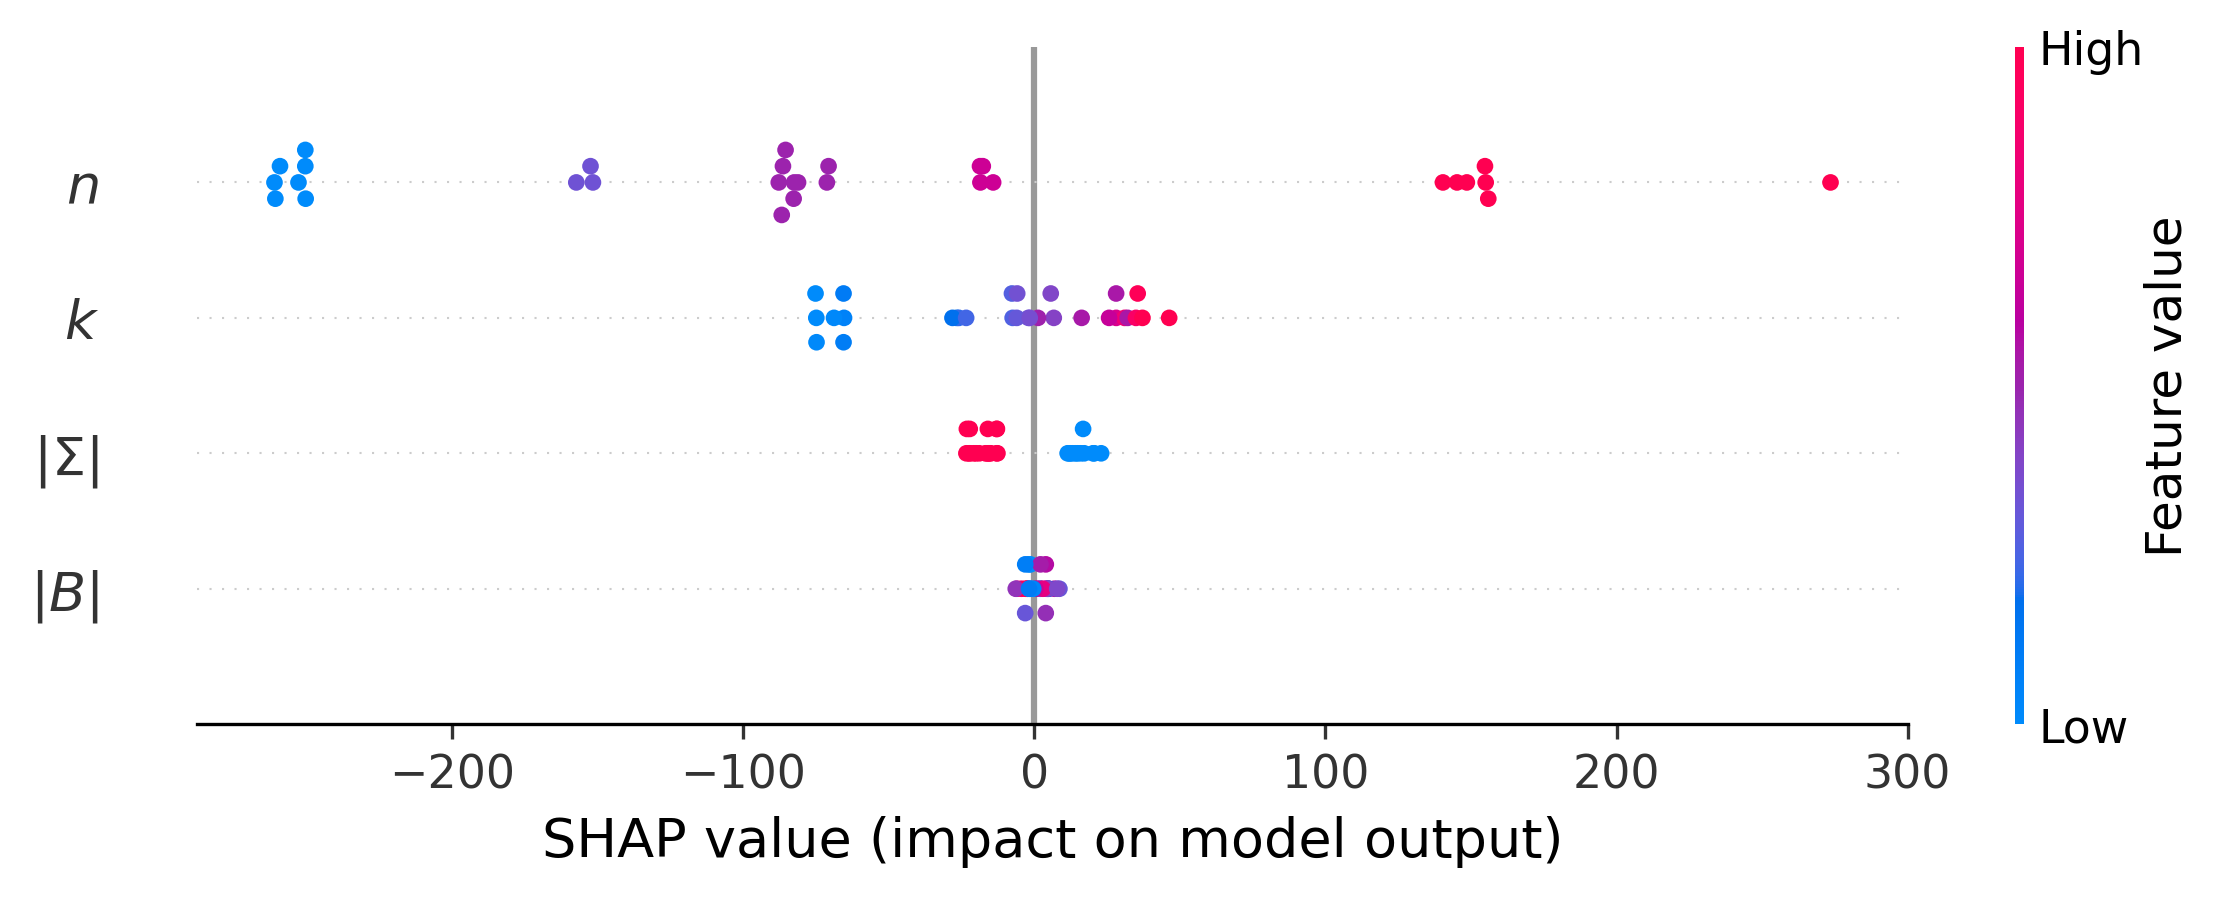 High
n
k
|Σ|
|B|
Feature value
Low
−200 −100 0 100 200 300
SHAP value (impact on model output)